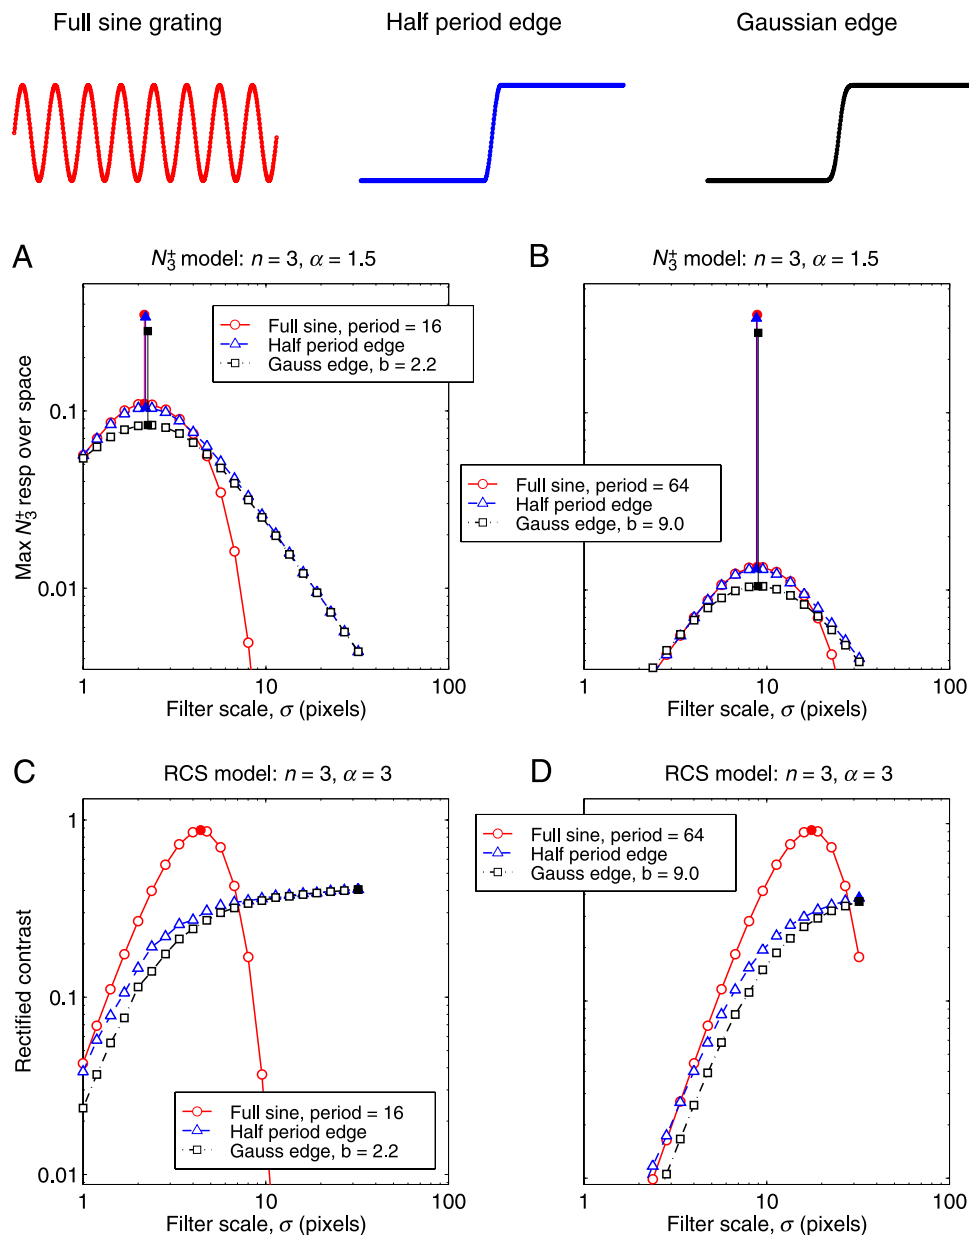 Full sine grating
Half period edge
Gaussian edge
A
N₃⁺ model: n = 3, α = 1.5
B
N₃⁺ model: n = 3, α = 1.5
Full sine, period = 16
Half period edge
Gauss edge, b = 2.2
Full sine, period = 64
Half period edge
Gauss edge, b = 9.0
Max N₃⁺ resp over space
0.1
0.01
1
10
100
Filter scale, σ (pixels)
1
10
100
Filter scale, σ (pixels)
C
RCS model: n = 3, α = 3
D
RCS model: n = 3, α = 3
Full sine, period = 64
Half period edge
Gauss edge, b = 9.0
Full sine, period = 16
Half period edge
Gauss edge, b = 2.2
Rectified contrast
1
0.1
0.01
1
10
100
Filter scale, σ (pixels)
1
10
100
Filter scale, σ (pixels)